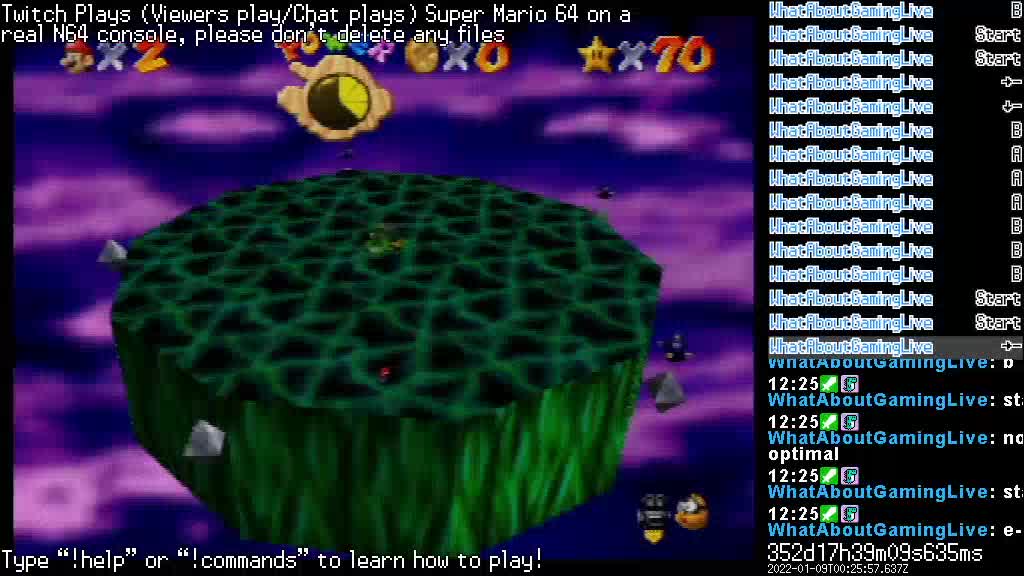 Twitch Plays (Viewers play/Chat plays) Super Mario 64 on a
real N64 console, please don't delete any files
x 2
x 0
x 70
WhatAboutGamingLive B
WhatAboutGamingLive Start
WhatAboutGamingLive Start
WhatAboutGamingLive
WhatAboutGamingLive
WhatAboutGamingLive B
WhatAboutGamingLive A
WhatAboutGamingLive A
WhatAboutGamingLive A
WhatAboutGamingLive B
WhatAboutGamingLive B
WhatAboutGamingLive B
WhatAboutGamingLive Start
WhatAboutGamingLive Start
WhatAboutGamingLive
WhatAboutGamingLive: b
12:25
WhatAboutGamingLive: sta
12:25
WhatAboutGamingLive: no
optimal
12:25
WhatAboutGamingLive: sta
12:25
WhatAboutGamingLive: e-
352d17h39m09s635ms
2022-01-09T00:25:57.637Z
Type “!help” or “!commands” to learn how to play!